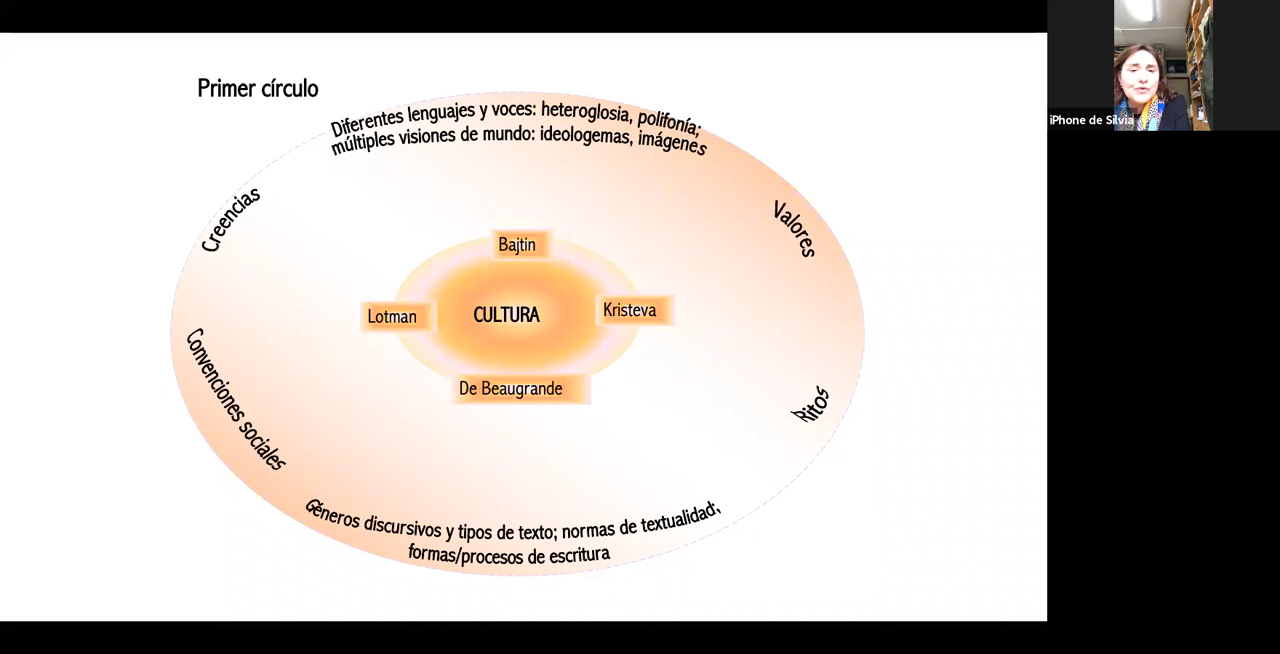 Primer círculo
Diferentes lenguajes y voces: heteroglosia, polifonía;
múltiples visiones de mundo: ideologemas, imágenes
Creencias
Valores
Bajtin
Lotman
CULTURA
Kristeva
De Beaugrande
Convenciones sociales
Ritos
Géneros discursivos y tipos de texto; normas de textualidad;
formas/procesos de escritura
iPhone de Silvia